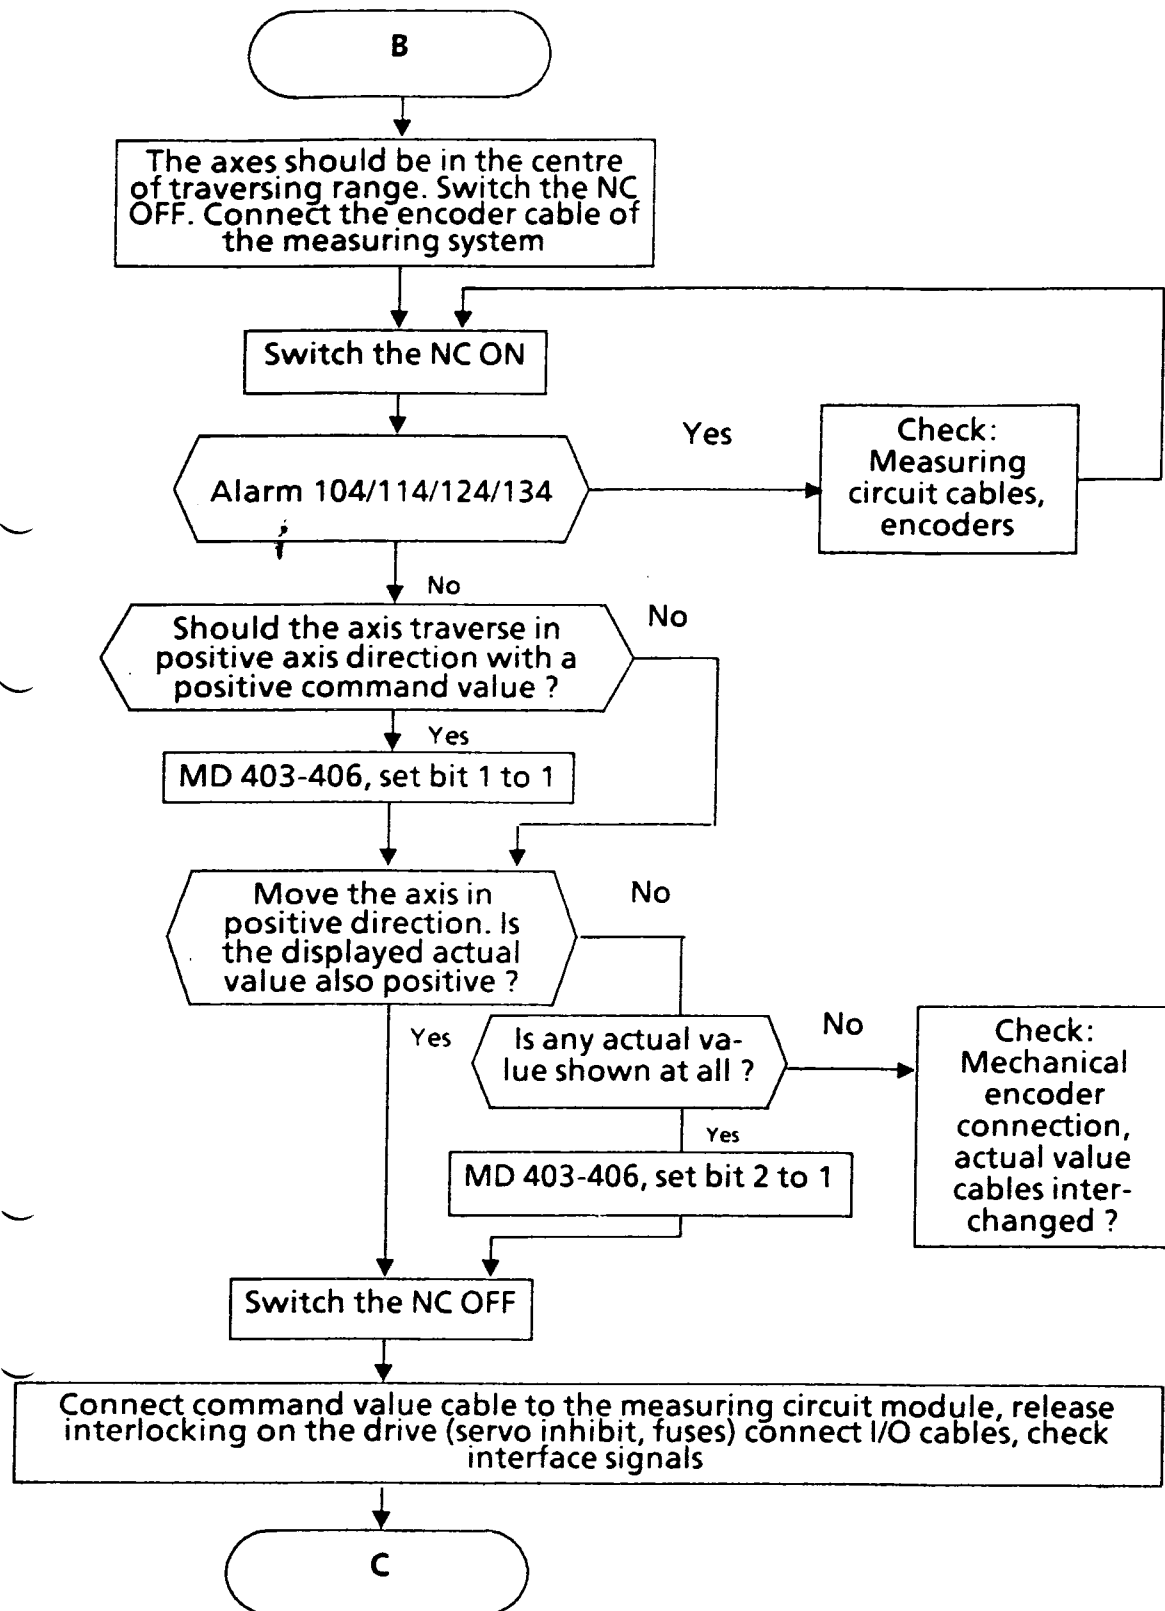 B
The axes should be in the centre
of traversing range. Switch the NC
OFF. Connect the encoder cable of
the measuring system
Switch the NC ON
Alarm 104/114/124/134
Yes
Check:
Measuring
circuit cables,
encoders
No
Should the axis traverse in
positive axis direction with a
positive command value ?
No
Yes
MD 403-406, set bit 1 to 1
Move the axis in
positive direction. Is
the displayed actual
value also positive ?
No
Yes
Is any actual va-
lue shown at all ?
No
Check:
Mechanical
encoder
connection,
actual value
cables inter-
changed ?
Yes
MD 403-406, set bit 2 to 1
Switch the NC OFF
Connect command value cable to the measuring circuit module, release
interlocking on the drive (servo inhibit, fuses) connect I/O cables, check
interface signals
C